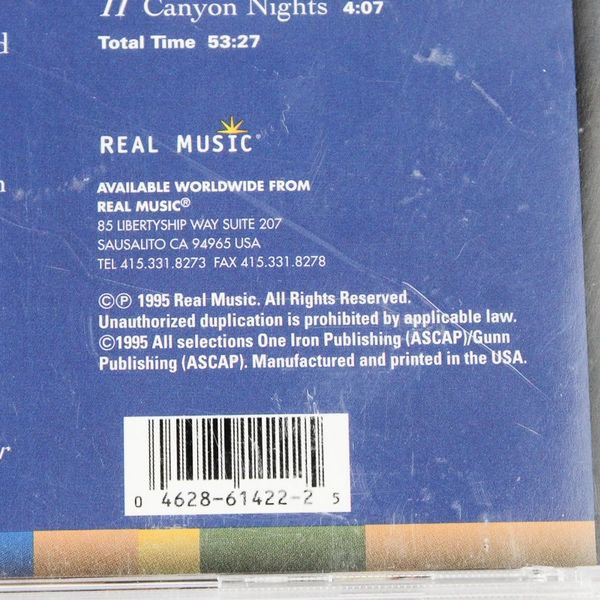 11 Canyon Nights 4:07
Total Time 53:27
REAL MUSIC®
AVAILABLE WORLDWIDE FROM
REAL MUSIC®
85 LIBERTYSHIP WAY SUITE 207
SAUSALITO CA 94965 USA
TEL 415.331.8273 FAX 415.331.8278
©℗ 1995 Real Music. All Rights Reserved.
Unauthorized duplication is prohibited by applicable law.
©1995 All selections One Iron Publishing (ASCAP)/Gunn
Publishing (ASCAP). Manufactured and printed in the USA.
0 4628-61422-2 5